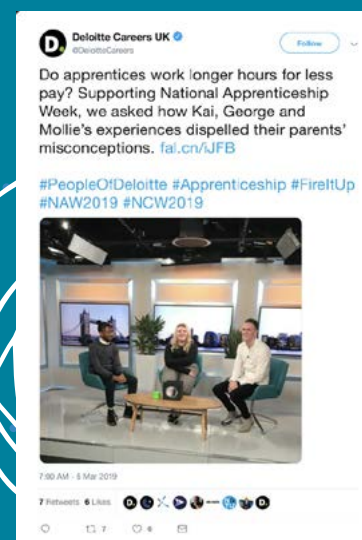 Deloitte Careers UK
@DeloitteCareers
Follow
Do apprentices work longer hours for less
pay? Supporting National Apprenticeship
Week, we asked how Kai, George and
Mollie's experiences dispelled their parents'
misconceptions. fal.cn/iJFB
#PeopleOfDeloitte #Apprenticeship #FireItUp
#NAW2019 #NCW2019
7:00 AM - 5 Mar 2019
7 Retweets 6 Likes
7 6